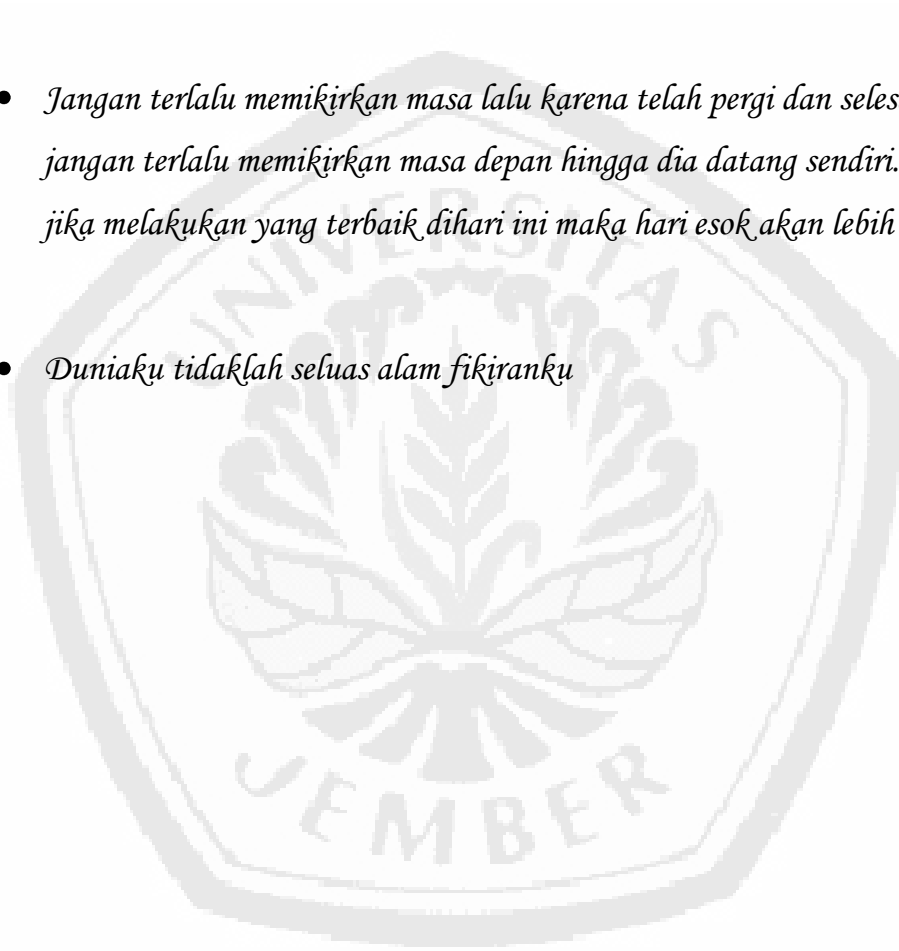 • Jangan terlalu memikirkan masa lalu karena telah pergi dan seles
jangan terlalu memikirkan masa depan hingga dia datang sendiri.
jika melakukan yang terbaik dihari ini maka hari esok akan lebih
• Duniaku tidaklah seluas alam fikiranku
UNIVERSITAS
JEMBER